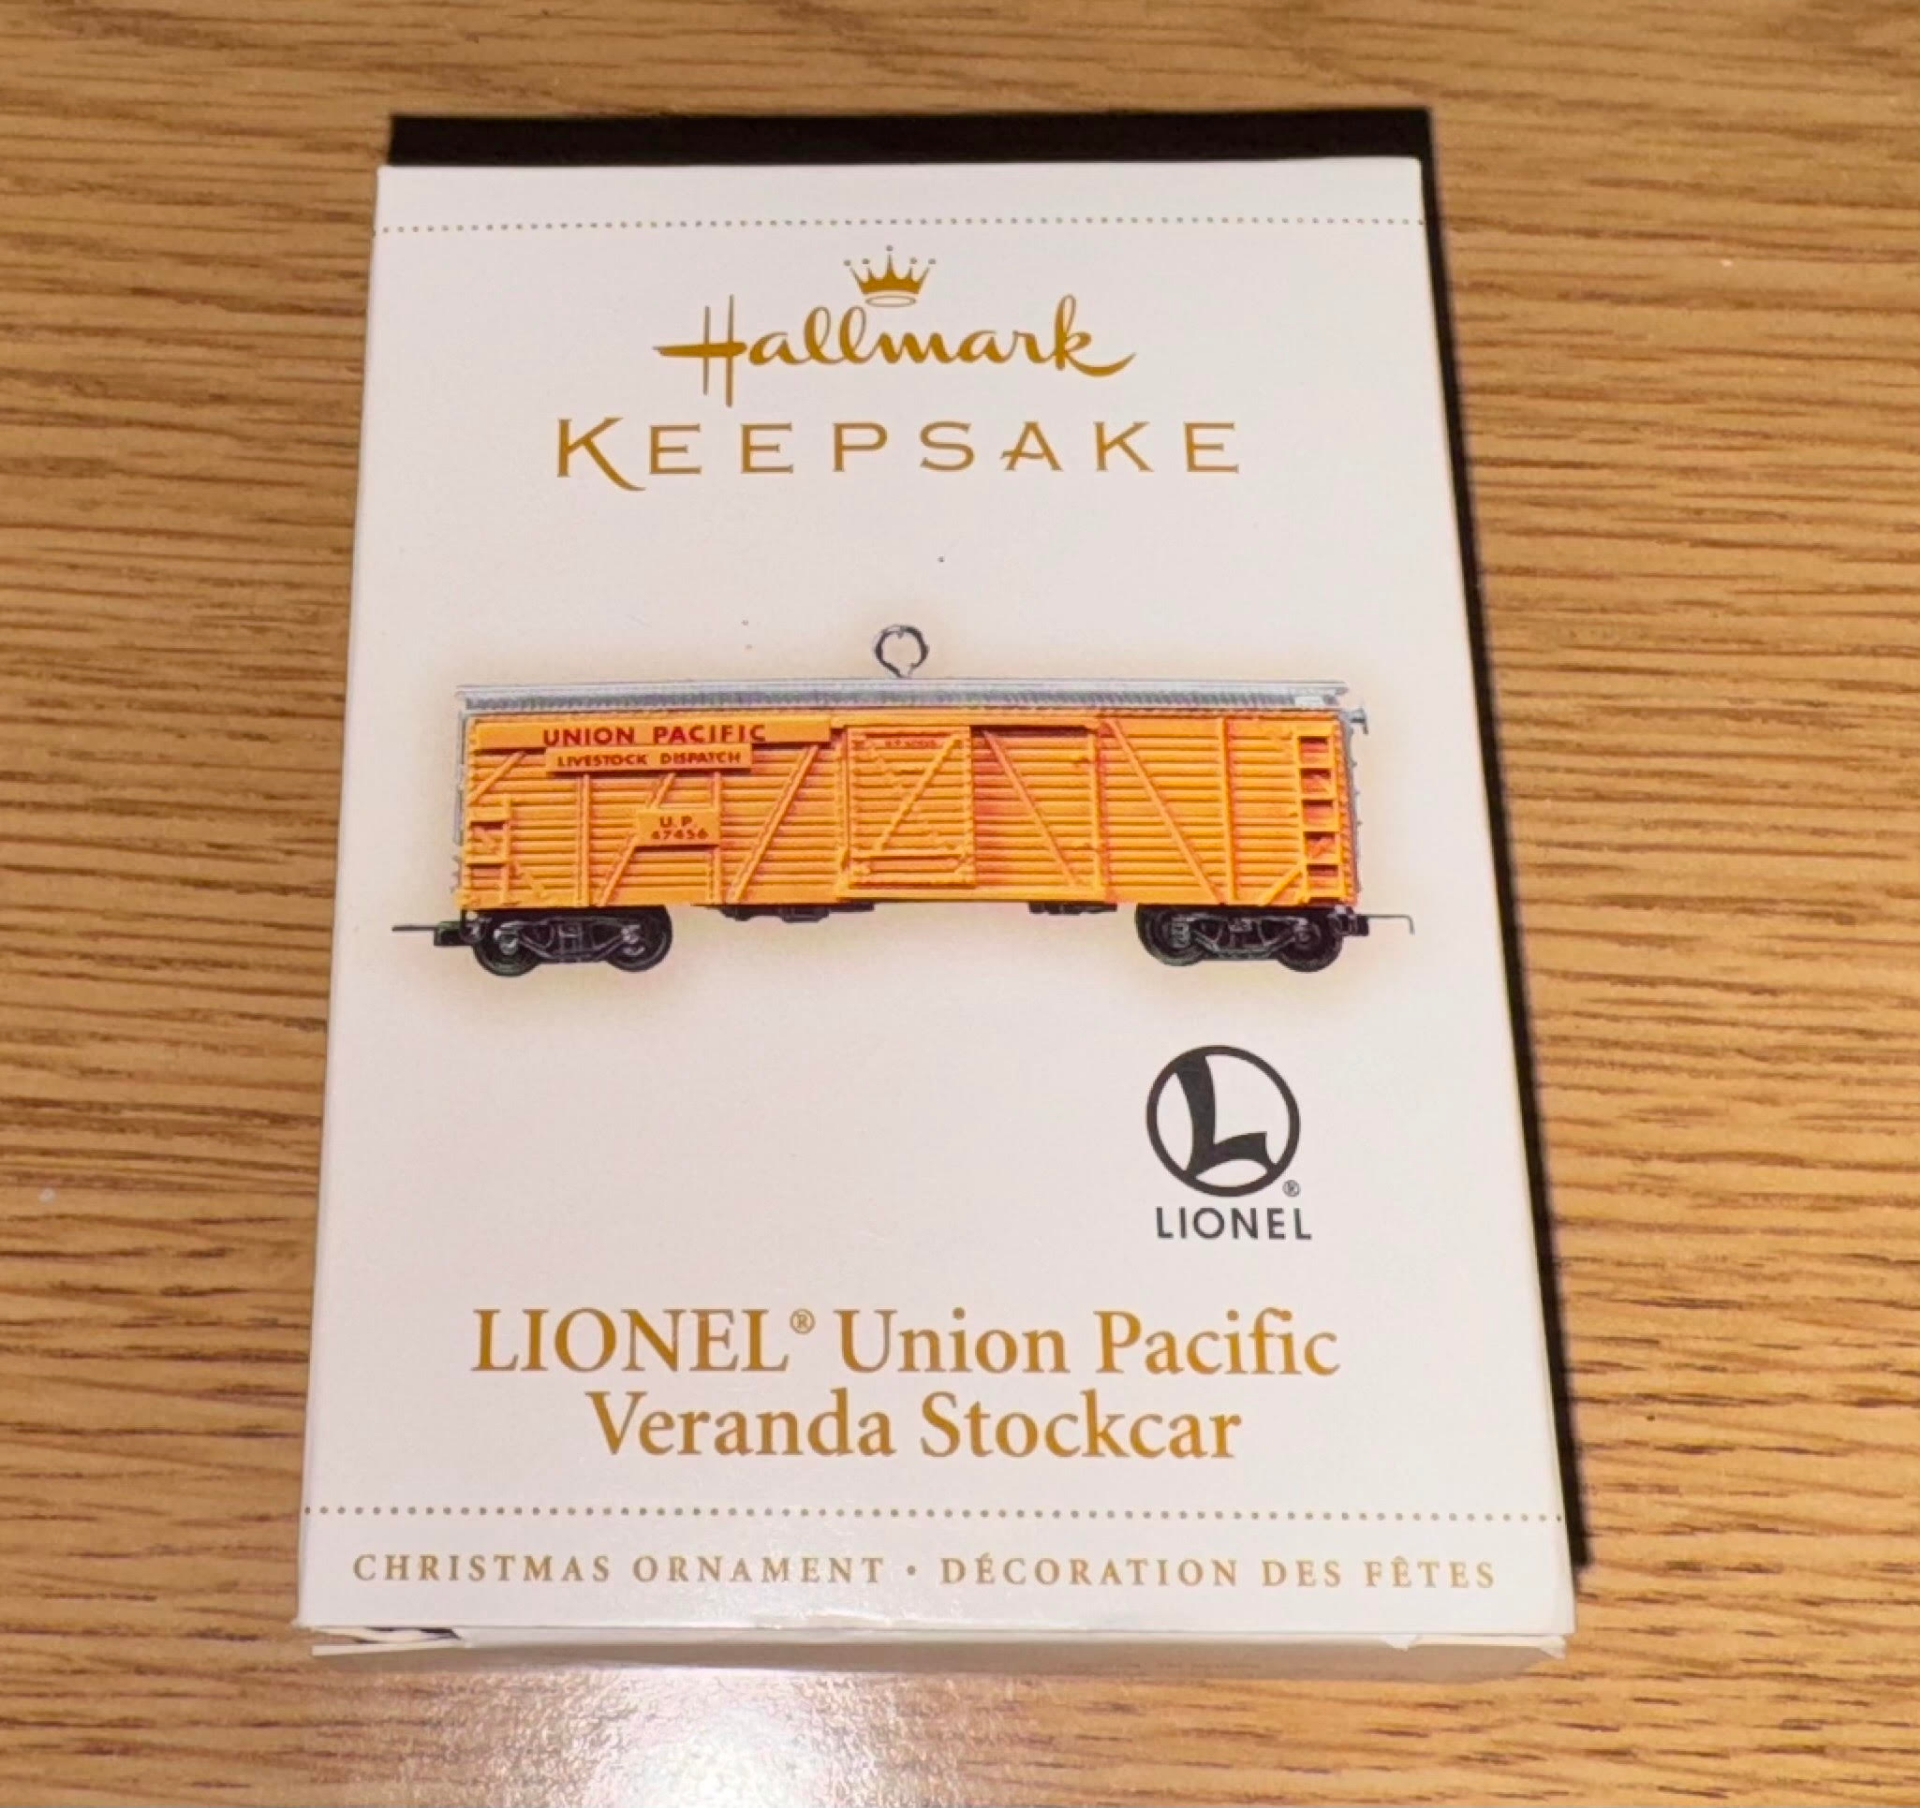 Hallmark
KEEPSAKE
UNION PACIFIC
LIVESTOCK DISPATCH
U.P.
47456
L
®
LIONEL
LIONEL® Union Pacific
Veranda Stockcar
CHRISTMAS ORNAMENT • DÉCORATION DES FÊTES